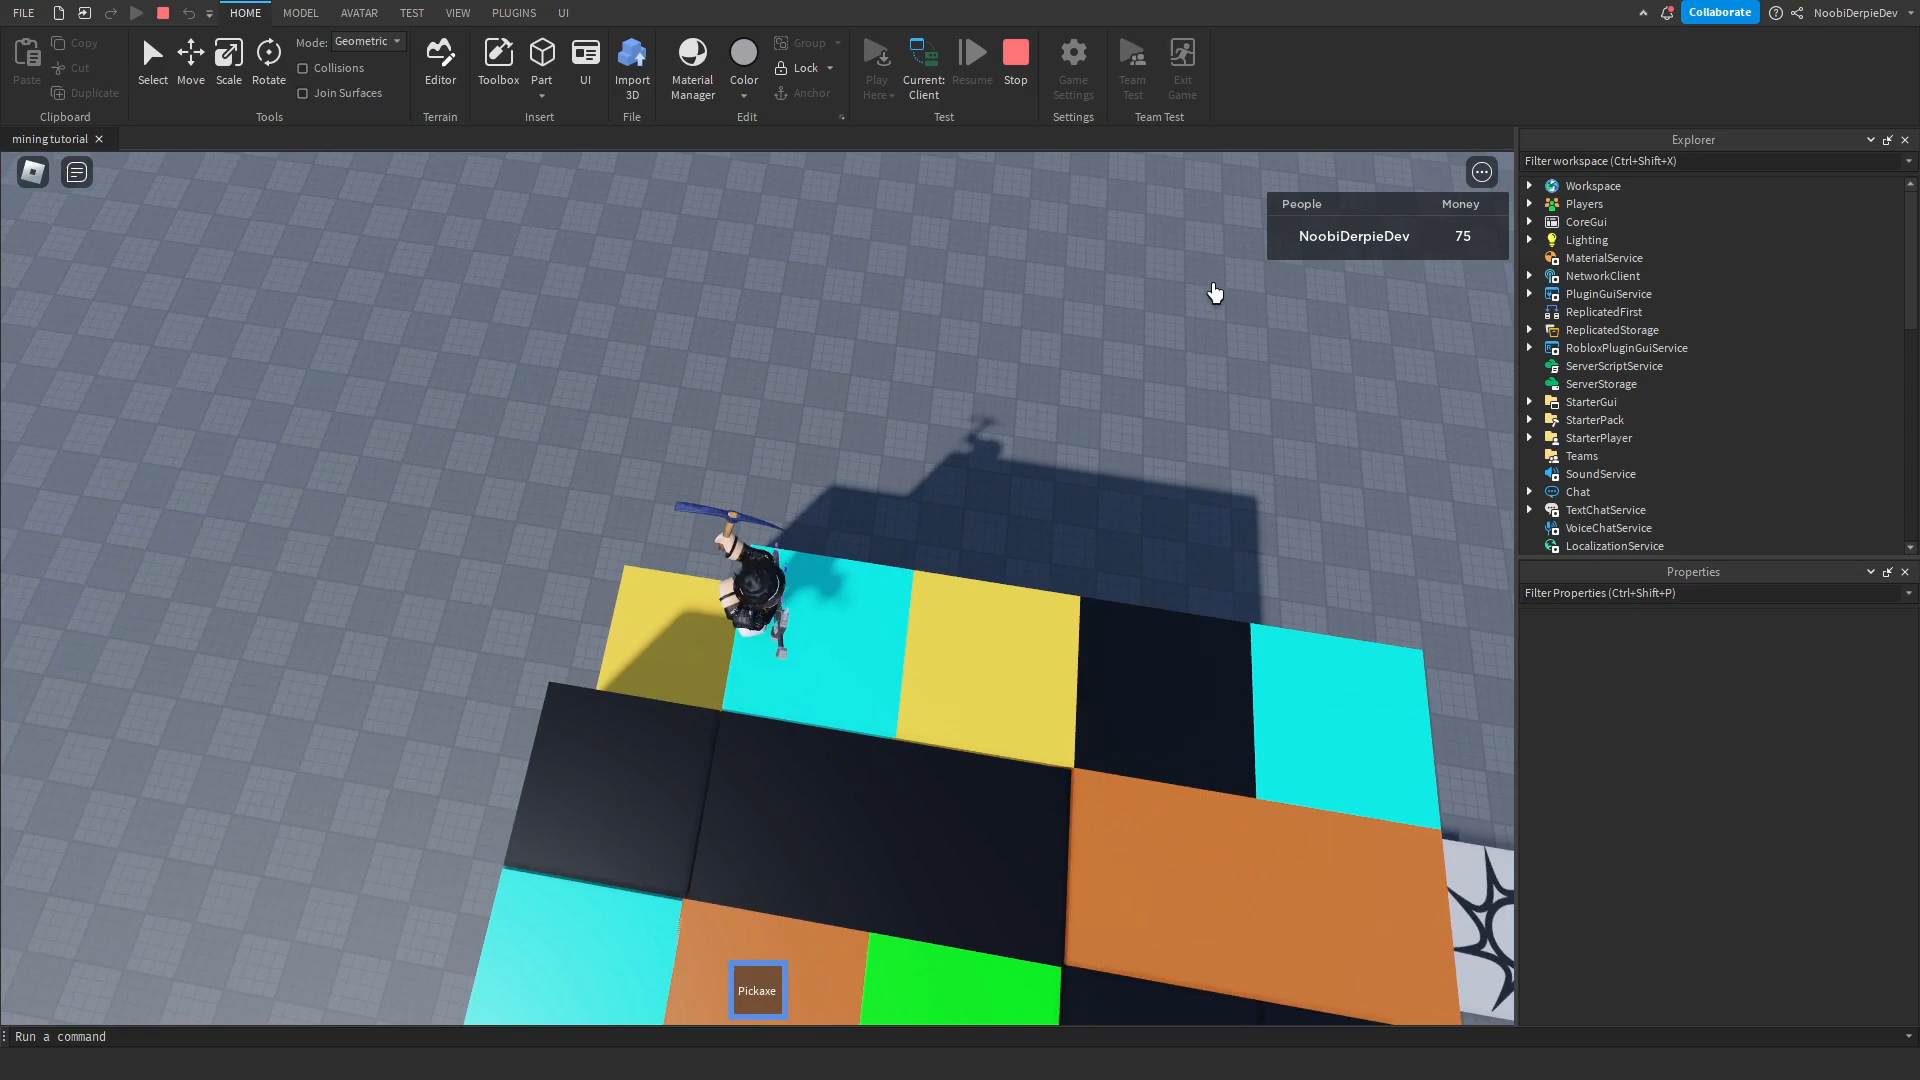 FILE HOME MODEL AVATAR TEST VIEW PLUGINS UI Collaborate NoobiDerpieDev
Paste Copy Cut Duplicate
Clipboard
Select Move Scale Rotate Mode: Geometric
Collisions
Join Surfaces
Tools
Editor
Terrain
Toolbox Part UI
Insert
Import
3D
File
Material
Manager
Color
Group
Lock
Anchor
Edit
Play
Here
Current:
Client
Resume
Stop
Test
Game
Settings
Settings
Team
Test
Exit
Game
Team Test
mining tutorial
People Money
NoobiDerpieDev 75
Pickaxe
Explorer
Filter workspace (Ctrl+Shift+X)
Workspace
Players
CoreGui
Lighting
MaterialService
NetworkClient
PluginGuiService
ReplicatedFirst
ReplicatedStorage
RobloxPluginGuiService
ServerScriptService
ServerStorage
StarterGui
StarterPack
StarterPlayer
Teams
SoundService
Chat
TextChatService
VoiceChatService
LocalizationService
Properties
Filter Properties (Ctrl+Shift+P)
Run a command